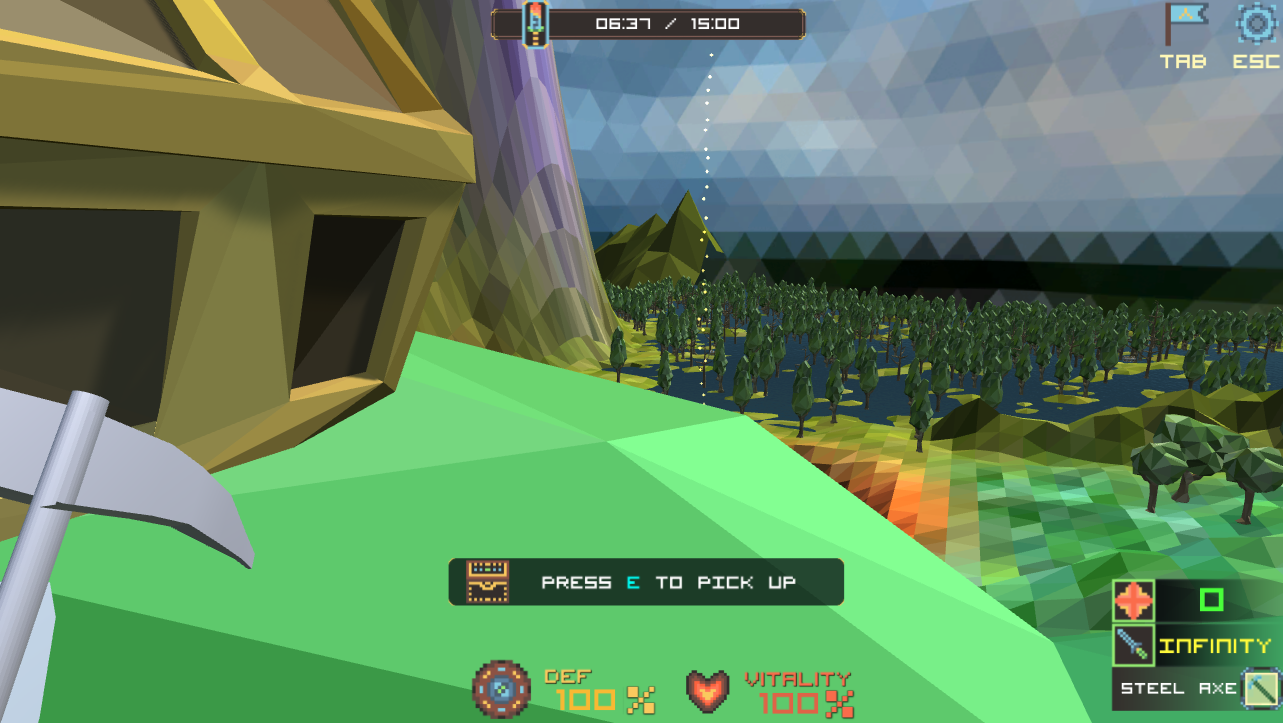 06:37 / 15:00
TAB ESC
PRESS E TO PICK UP
0
INFINITY
STEEL AXE
DEF
100
VITALITY
100